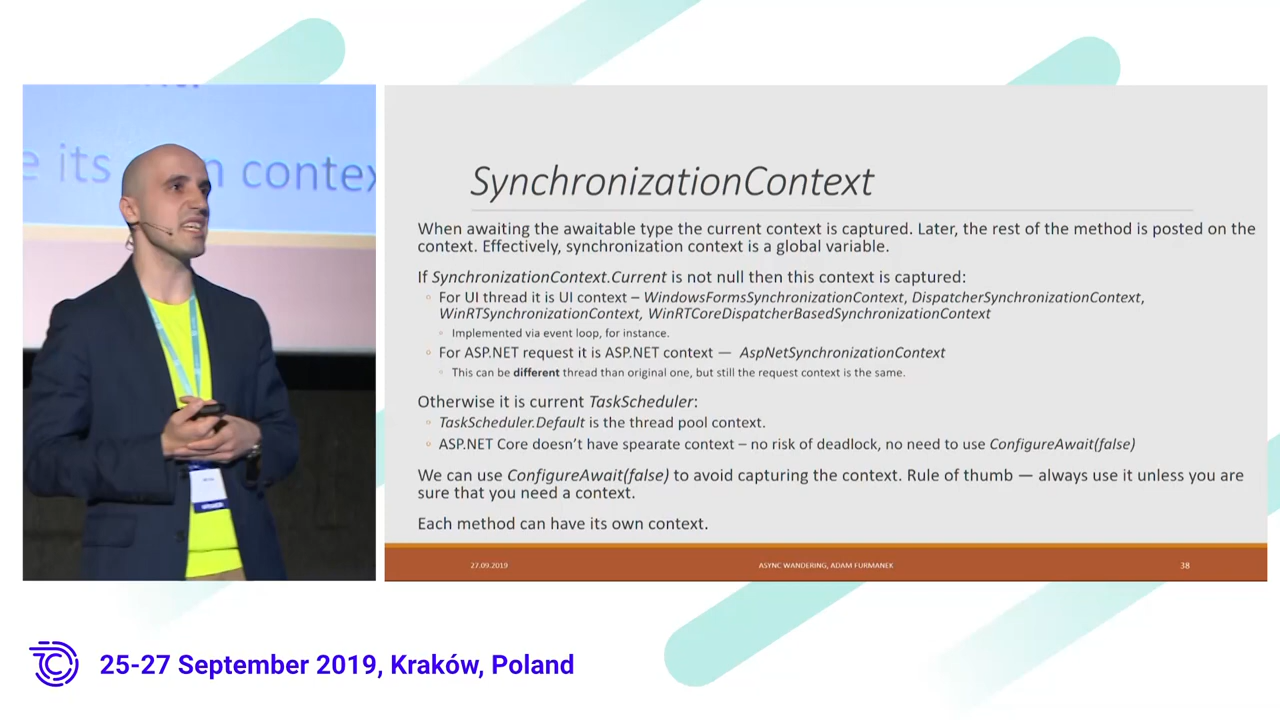 e its own context
SynchronizationContext
When awaiting the awaitable type the current context is captured. Later, the rest of the method is posted on the
context. Effectively, synchronization context is a global variable.
If SynchronizationContext.Current is not null then this context is captured:
For UI thread it is UI context – WindowsFormsSynchronizationContext, DispatcherSynchronizationContext,
WinRTSynchronizationContext, WinRTCoreDispatcherBasedSynchronizationContext
Implemented via event loop, for instance.
For ASP.NET request it is ASP.NET context — AspNetSynchronizationContext
This can be different thread than original one, but still the request context is the same.
Otherwise it is current TaskScheduler:
TaskScheduler.Default is the thread pool context.
ASP.NET Core doesn't have spearate context – no risk of deadlock, no need to use ConfigureAwait(false)
We can use ConfigureAwait(false) to avoid capturing the context. Rule of thumb — always use it unless you are
sure that you need a context.
Each method can have its own context.
27.09.2019 ASYNC WANDERING, ADAM FURMANEK 38
25-27 September 2019, Kraków, Poland